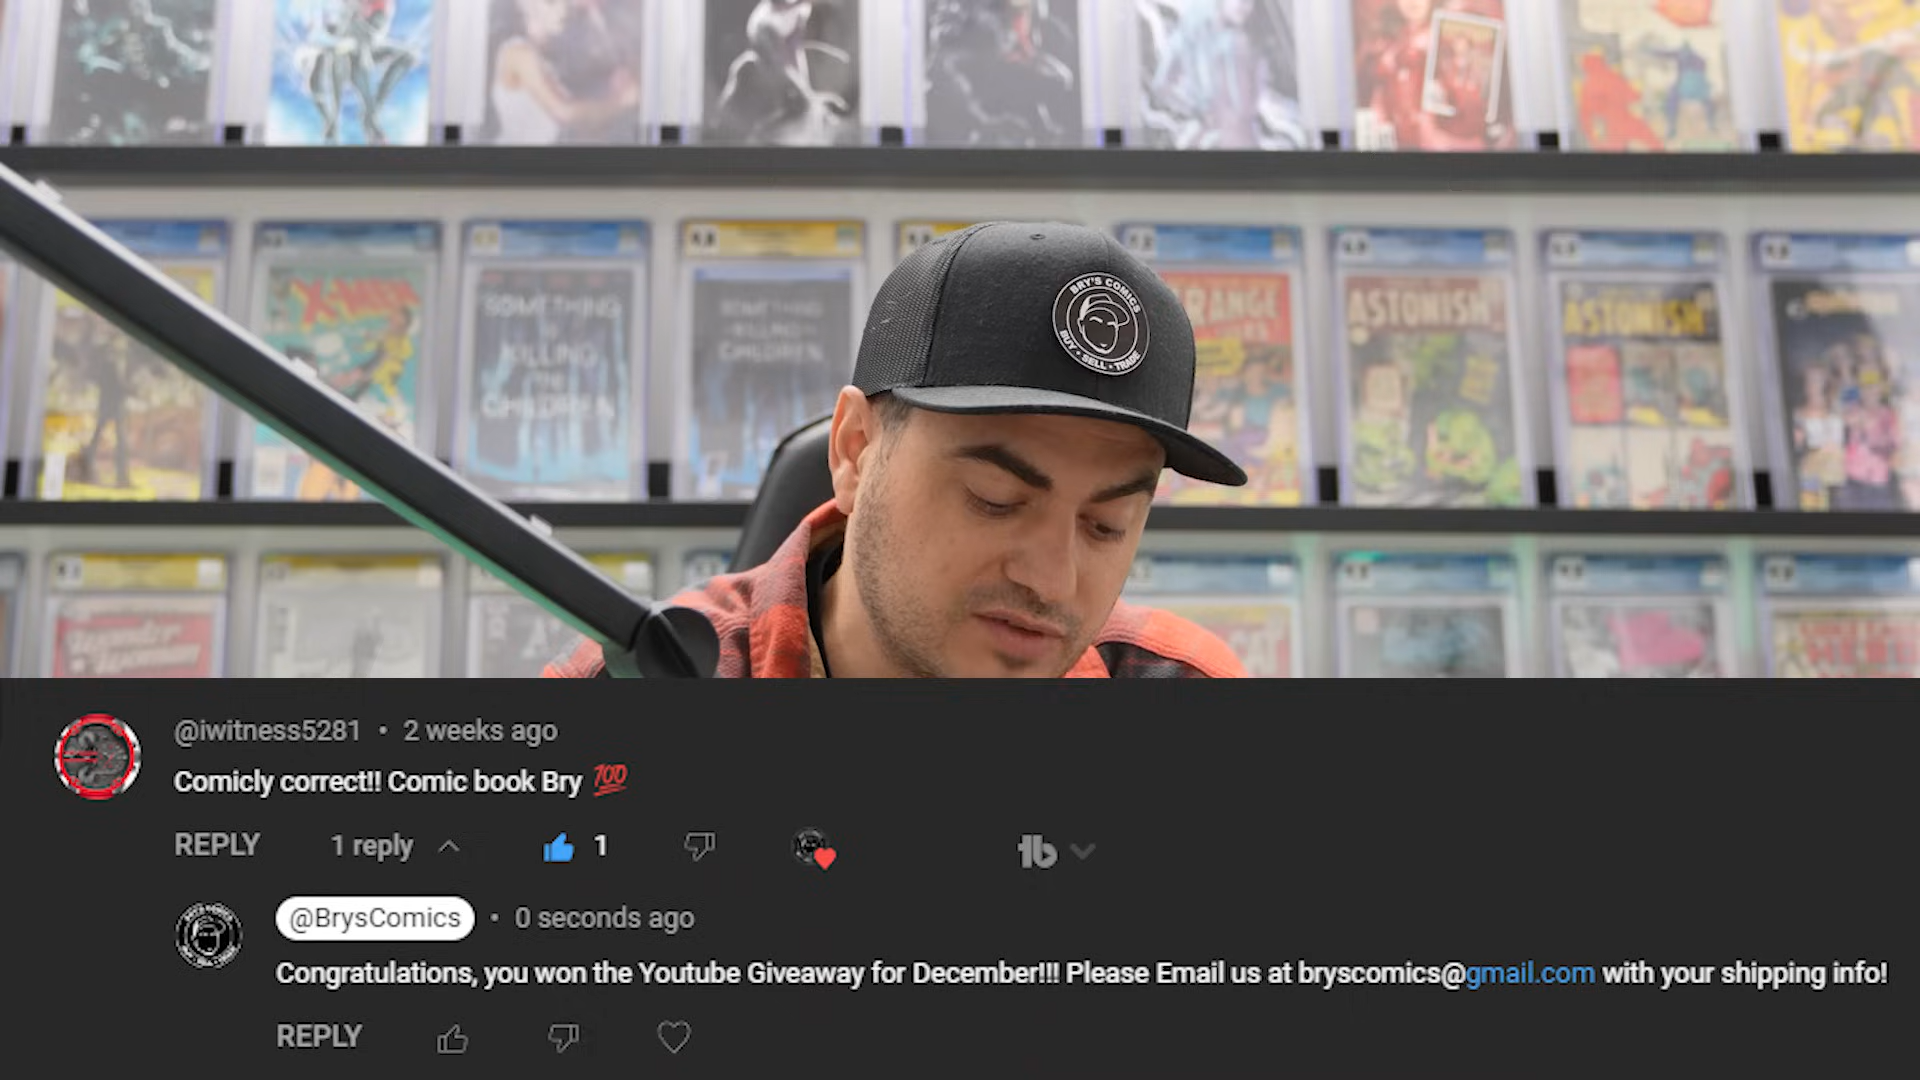 X-MEN
SOMETHING
IS
KILLING
THE
CHILDREN
SOMETHING
KILLING
CHILDREN
BRY'S COMICS
BUY • SELL • TRADE
ASTONISH
ASTONISH
Wonder
Woman
@iwitness5281 • 2 weeks ago
Comicly correct!! Comic book Bry 💯
REPLY 1 reply 1
@BrysComics • 0 seconds ago
Congratulations, you won the Youtube Giveaway for December!!! Please Email us at bryscomics@gmail.com with your shipping info!
REPLY